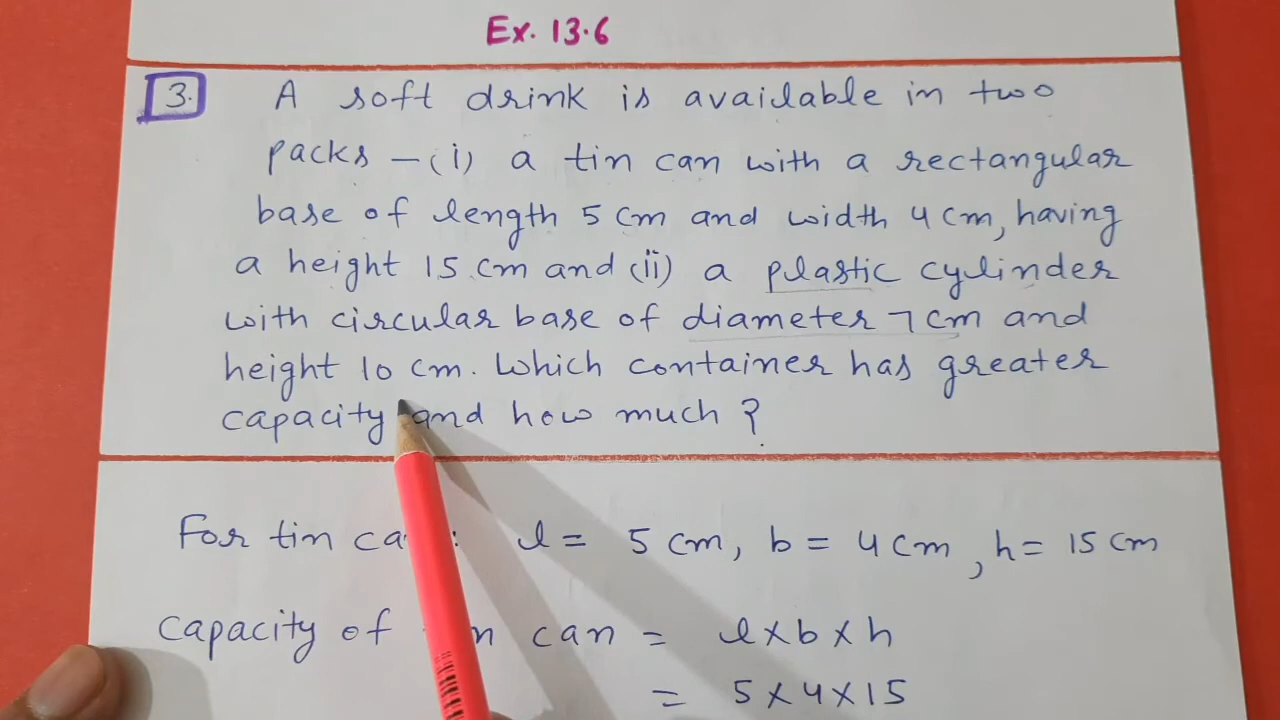 Ex. 13.6
3. A soft drink is available in two
packs – (i) a tin can with a rectangular
base of length 5 cm and width 4 cm, having
a height 15 cm and (ii) a plastic cylinder
with circular base of diameter 7 cm and
height 10 cm. Which container has greater
capacity and how much?
For tin ca : l = 5 cm, b = 4 cm, h = 15 cm
Capacity of can = l x b x h
= 5 x 4 x 15